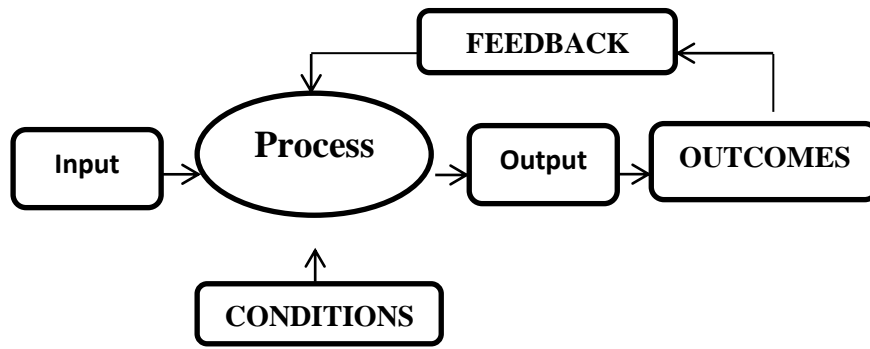 FEEDBACK
Input
Process
Output
OUTCOMES
CONDITIONS